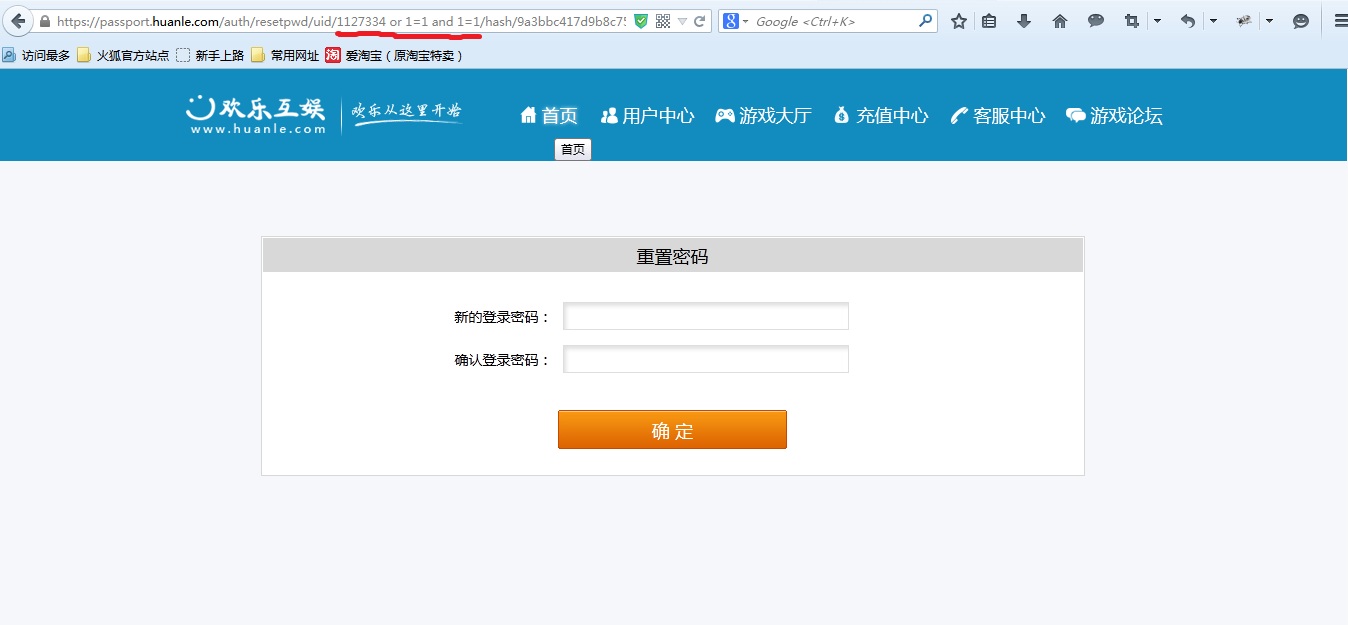 https://passport.huanle.com/auth/resetpwd/uid/1127334 or 1=1 and 1=1/hash/9a3bbc417d9b8c75
Google <Ctrl+K>
访问最多 火狐官方站点 新手上路 常用网址 淘 爱淘宝（原淘宝特卖）
欢乐互娱 欢乐从这里开始 首页 用户中心 游戏大厅 充值中心 客服中心 游戏论坛
www.huanle.com
首页
重置密码
新的登录密码：
确认登录密码：
确 定